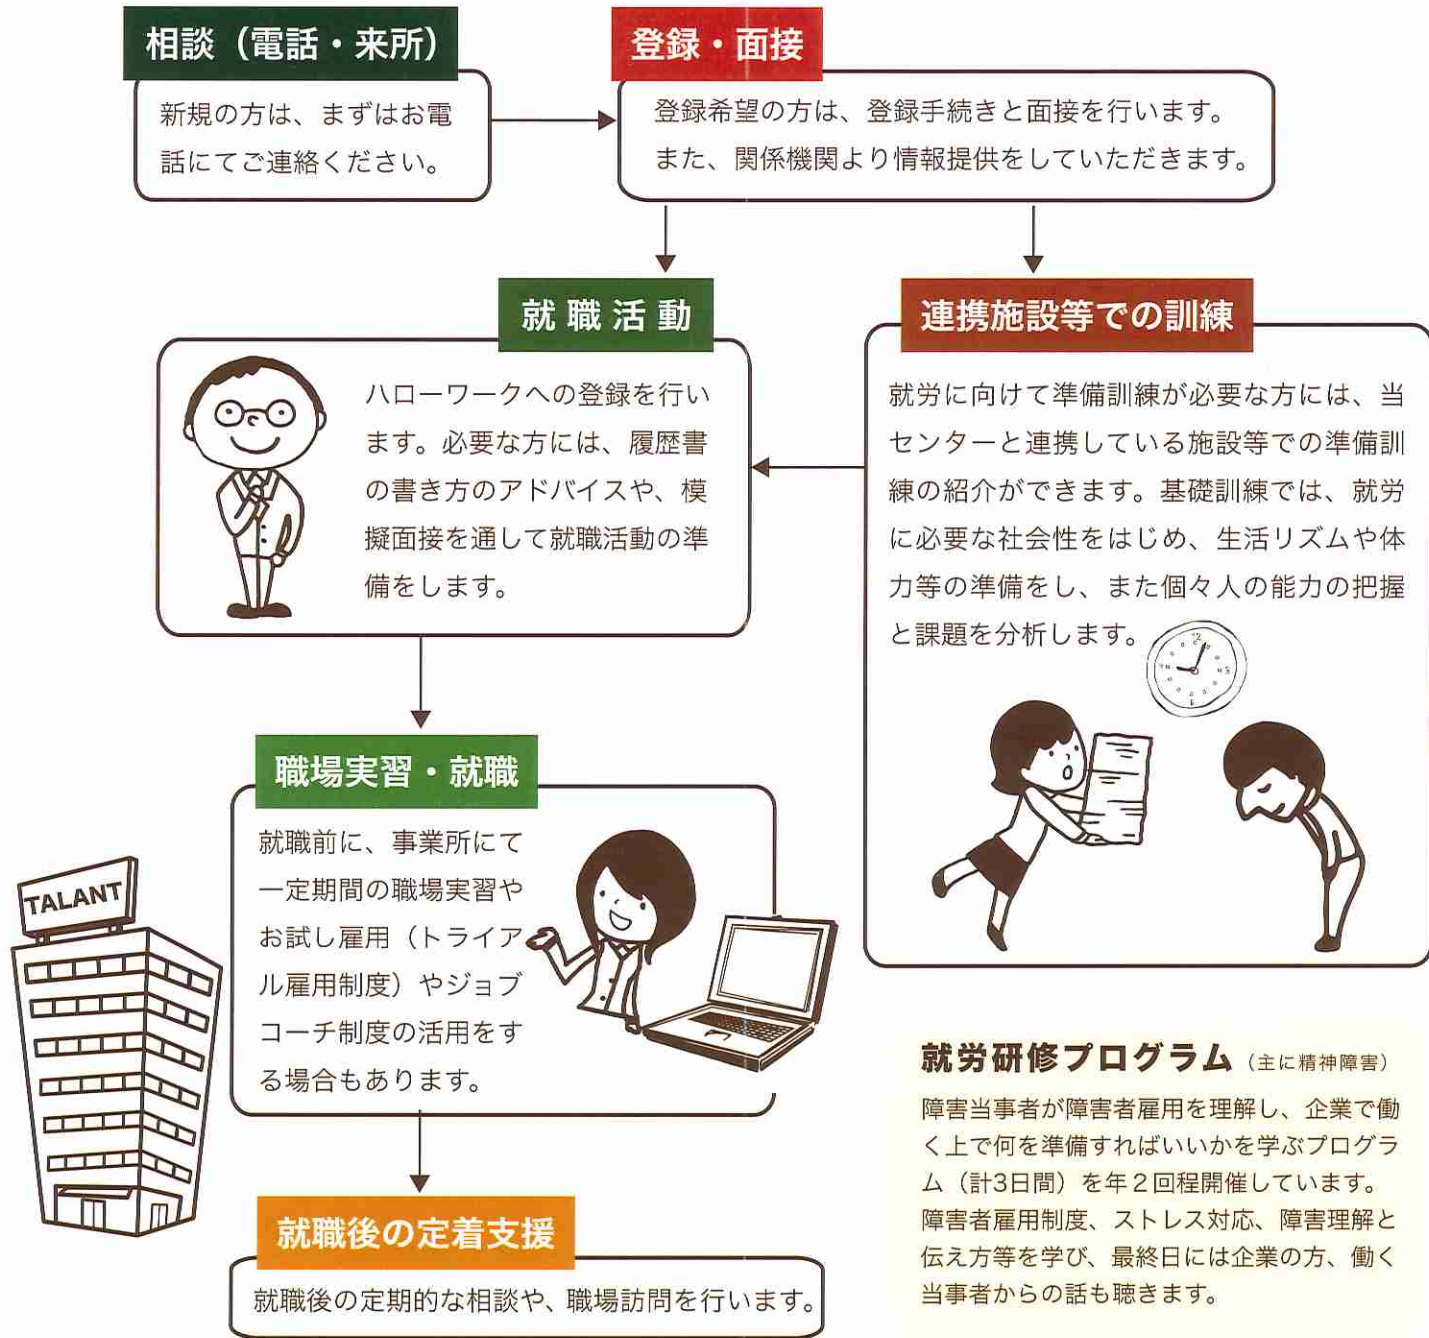 相談（電話・来所）
新規の方は、まずはお電
話にてご連絡ください。
登録・面接
登録希望の方は、登録手続きと面接を行います。
また、関係機関より情報提供をしていただきます。
就職活動
ハローワークへの登録を行い
ます。必要な方には、履歴書
の書き方のアドバイスや、模
擬面接を通して就職活動の準
備をします。
連携施設等での訓練
就労に向けて準備訓練が必要な方には、当
センターと連携している施設等での準備訓
練の紹介ができます。基礎訓練では、就労
に必要な社会性をはじめ、生活リズムや体
力等の準備をし、また個々人の能力の把握
と課題を分析します。
職場実習・就職
就職前に、事業所にて
一定期間の職場実習や
お試し雇用（トライア
ル雇用制度）やジョブ
コーチ制度の活用をす
る場合もあります。
TALANT
就職後の定着支援
就職後の定期的な相談や、職場訪問を行います。
就労研修プログラム（主に精神障害）
障害当事者が障害者雇用を理解し、企業で働
く上で何を準備すればいいかを学ぶプログラ
ム（計3日間）を年２回程開催しています。
障害者雇用制度、ストレス対応、障害理解と
伝え方等を学び、最終日には企業の方、働く
当事者からの話も聴きます。